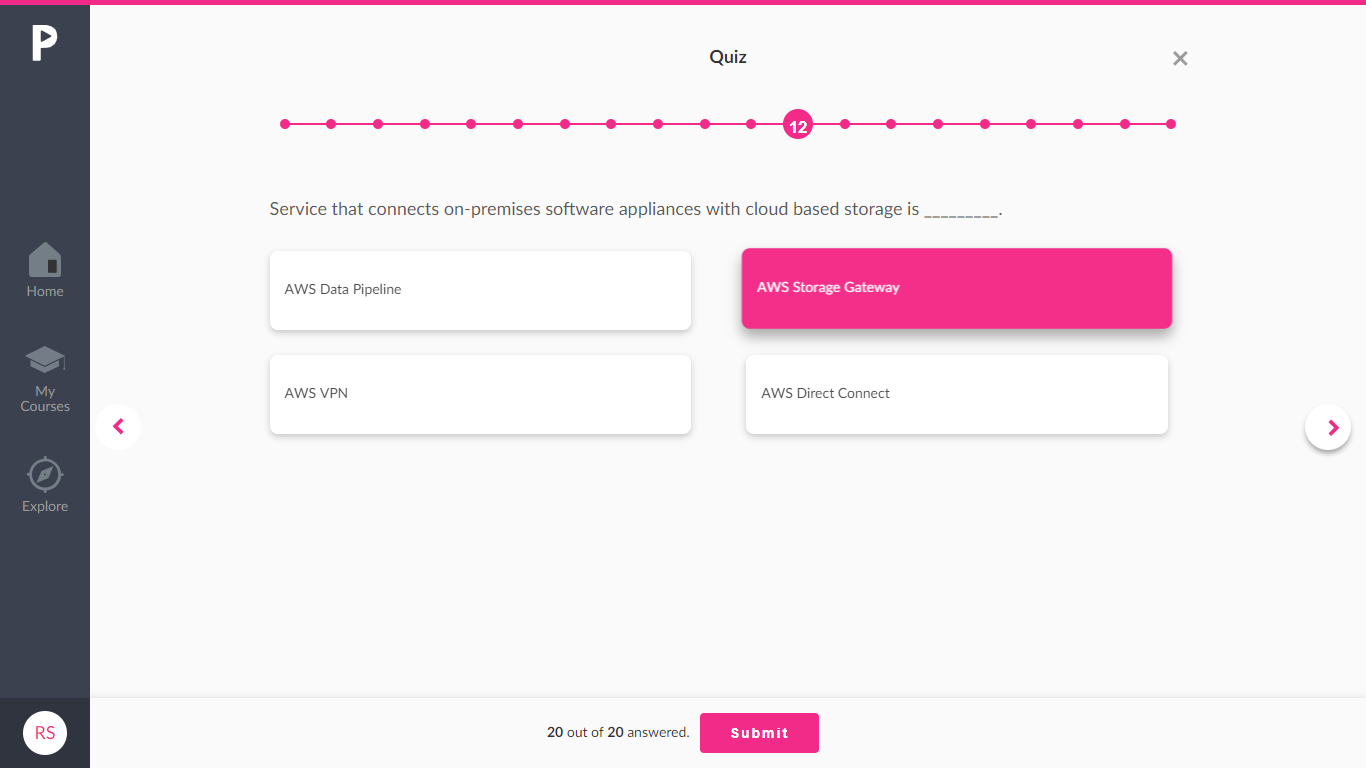 Quiz
12
Service that connects on-premises software appliances with cloud based storage is _________.
AWS Data Pipeline
AWS Storage Gateway
AWS VPN
AWS Direct Connect
Home
My
Courses
Explore
RS
20 out of 20 answered.
Submit